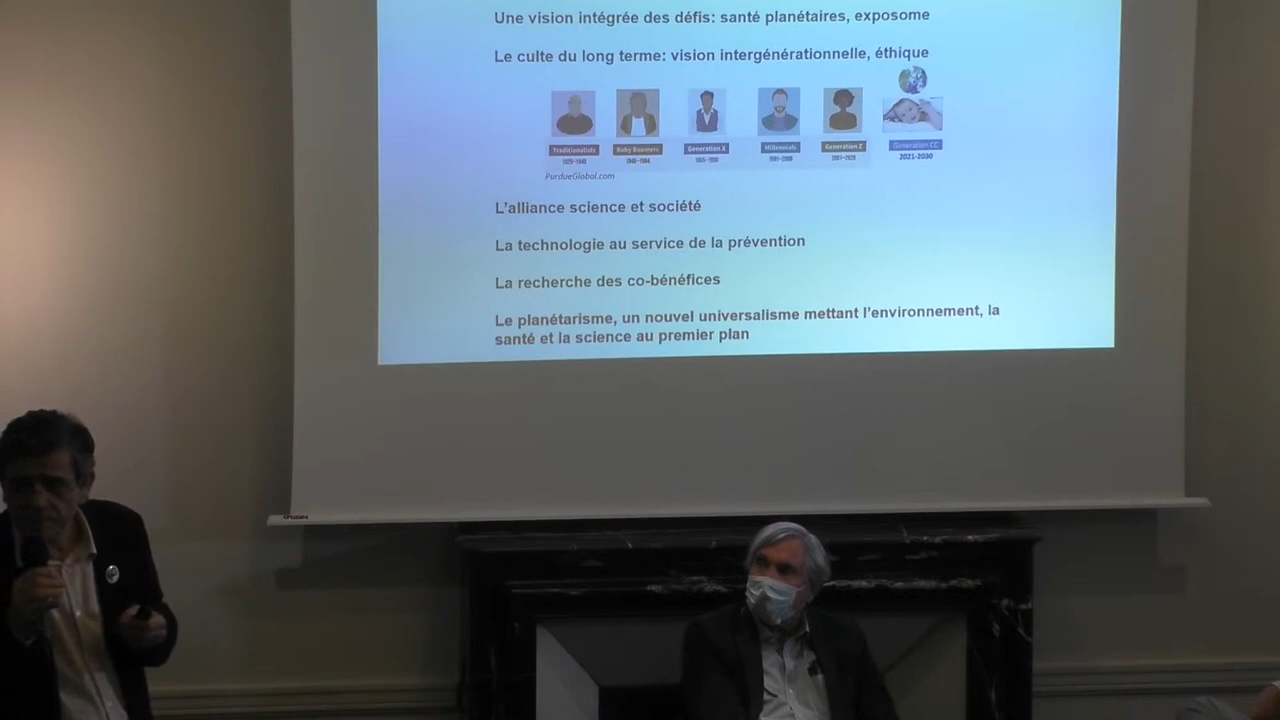 Une vision intégrée des défis: santé planétaires, exposome
Le culte du long terme: vision intergénérationnelle, éthique
Traditionalists Baby Boomers Generation X Millennials Generation Z Generation CC
2021-2030
PurdueGlobal.com
L'alliance science et société
La technologie au service de la prévention
La recherche des co-bénéfices
Le planétarisme, un nouvel universalisme mettant l'environnement, la
santé et la science au premier plan